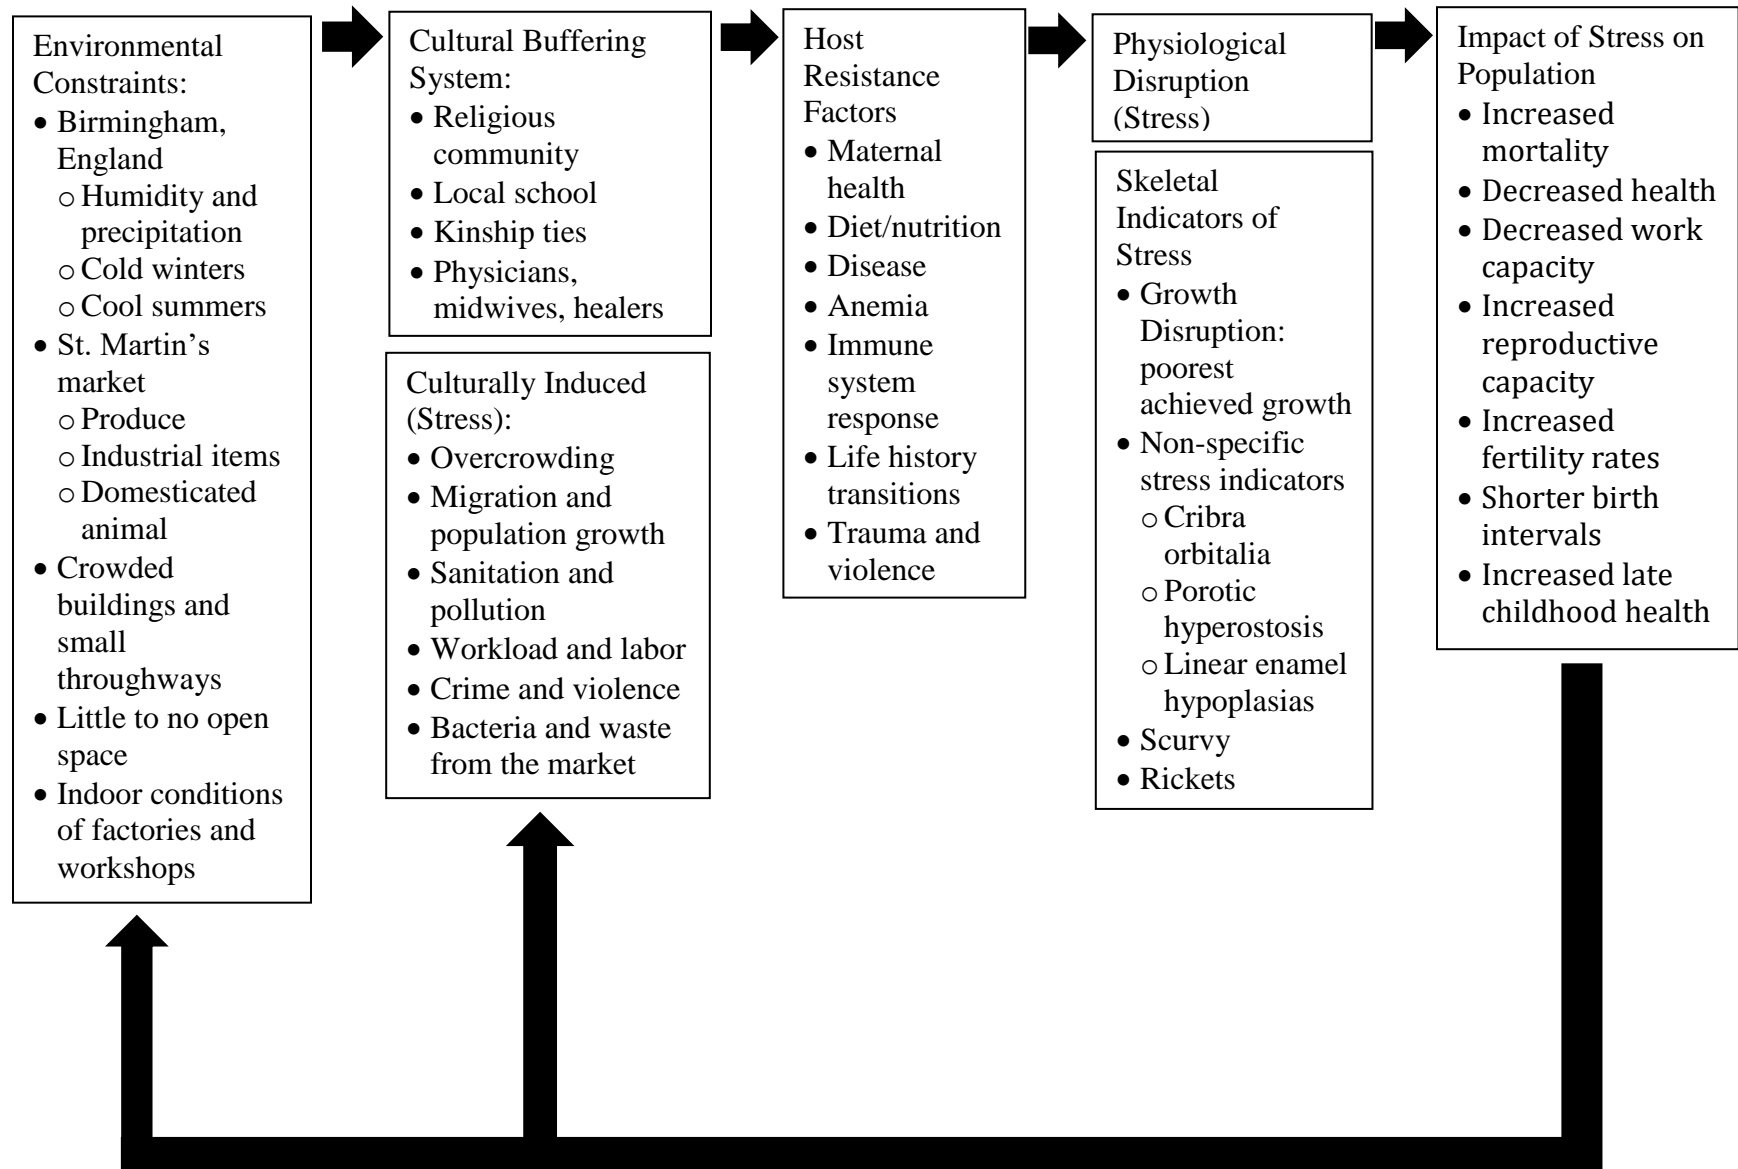 Environmental
Constraints:
• Birmingham,
England
o Humidity and
precipitation
o Cold winters
o Cool summers
• St. Martin’s
market
o Produce
o Industrial items
o Domesticated
animal
• Crowded
buildings and
small
throughways
• Little to no open
space
• Indoor conditions
of factories and
workshops
Cultural Buffering
System:
• Religious
community
• Local school
• Kinship ties
• Physicians,
midwives, healers
Culturally Induced
(Stress):
• Overcrowding
• Migration and
population growth
• Sanitation and
pollution
• Workload and labor
• Crime and violence
• Bacteria and waste
from the market
Host
Resistance
Factors
• Maternal
health
• Diet/nutrition
• Disease
• Anemia
• Immune
system
response
• Life history
transitions
• Trauma and
violence
Physiological
Disruption
(Stress)
Skeletal
Indicators of
Stress
• Growth
Disruption:
poorest
achieved growth
• Non-specific
stress indicators
o Cribra
orbitalia
o Porotic
hyperostosis
o Linear enamel
hypoplasias
• Scurvy
• Rickets
Impact of Stress on
Population
• Increased
mortality
• Decreased health
• Decreased work
capacity
• Increased
reproductive
capacity
• Increased
fertility rates
• Shorter birth
intervals
• Increased late
childhood health